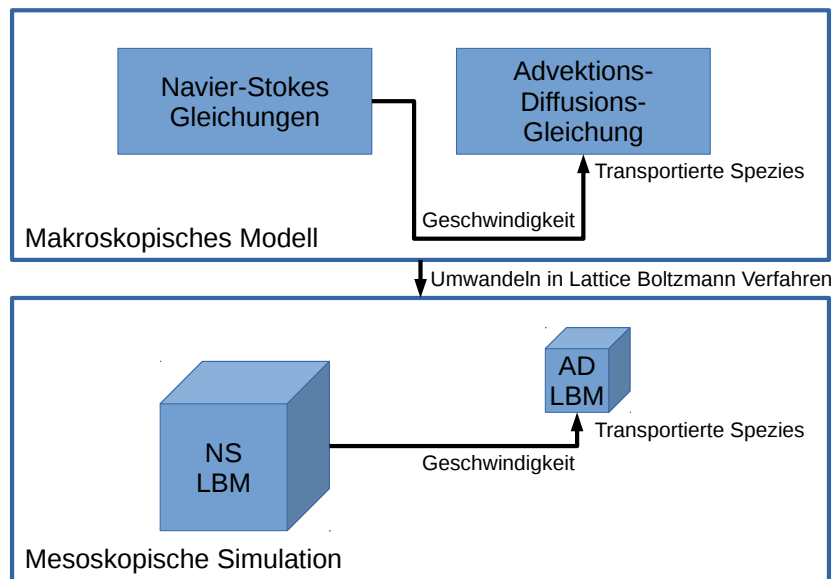 Navier-Stokes
Gleichungen
Advektions-
Diffusions-
Gleichung
Transportierte Spezies
Geschwindigkeit
Makroskopisches Modell
Umwandeln in Lattice Boltzmann Verfahren
AD
LBM
Transportierte Spezies
NS
LBM
Geschwindigkeit
Mesoskopische Simulation